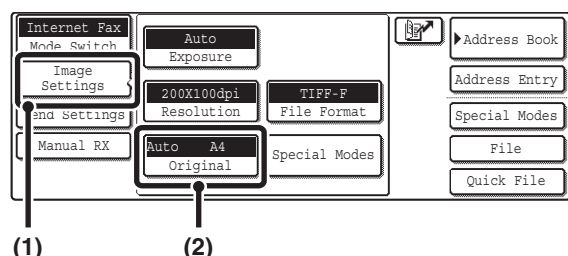 Internet Fax
Mode Switch
Image
Settings
Send Settings
Manual RX
Auto
Exposure
200X100dpi
Resolution
TIFF-F
File Format
Auto A4
Original
Special Modes
Address Book
Address Entry
Special Modes
File
Quick File
(1)
(2)